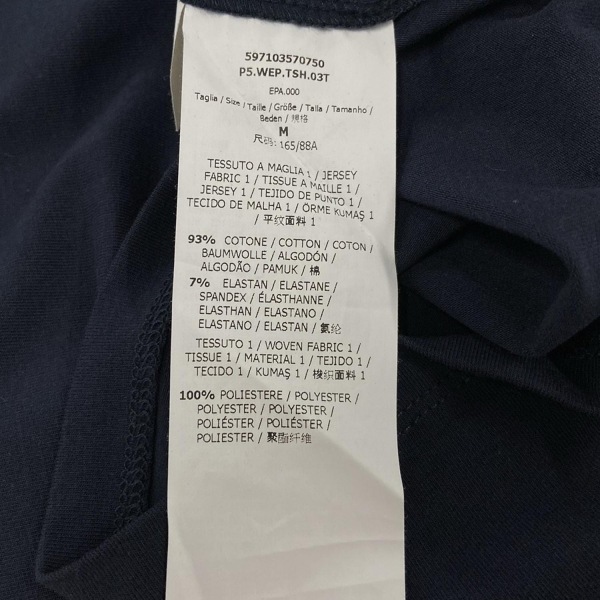 597103570750
P5.WEP.TSH.03T
EPA.000
Taglia / Size / Taille / Größe / Talla / Tamanho /
Beden / 规格
M
尺码: 165/88A
TESSUTO A MAGLIA 1 / JERSEY
FABRIC 1 / TISSUE A MAILLE 1 /
JERSEY 1 / TEJIDO DE PUNTO 1 /
TECIDO DE MALHA 1 / ÖRME KUMAŞ 1
/ 平纹面料 1
93% COTONE / COTTON / COTON /
BAUMWOLLE / ALGODÓN /
ALGODÃO / PAMUK / 棉
7% ELASTAN / ELASTANE /
SPANDEX / ÉLASTHANNE /
ELASTHAN / ELASTANO /
ELASTANO / ELASTAN / 氨纶
TESSUTO 1 / WOVEN FABRIC 1 /
TISSUE 1 / MATERIAL 1 / TEJIDO 1 /
TECIDO 1 / KUMAŞ 1 / 梭织面料 1
100% POLIESTERE / POLYESTER /
POLYESTER / POLYESTER /
POLIÉSTER / POLIÉSTER /
POLIESTER / 聚酯纤维